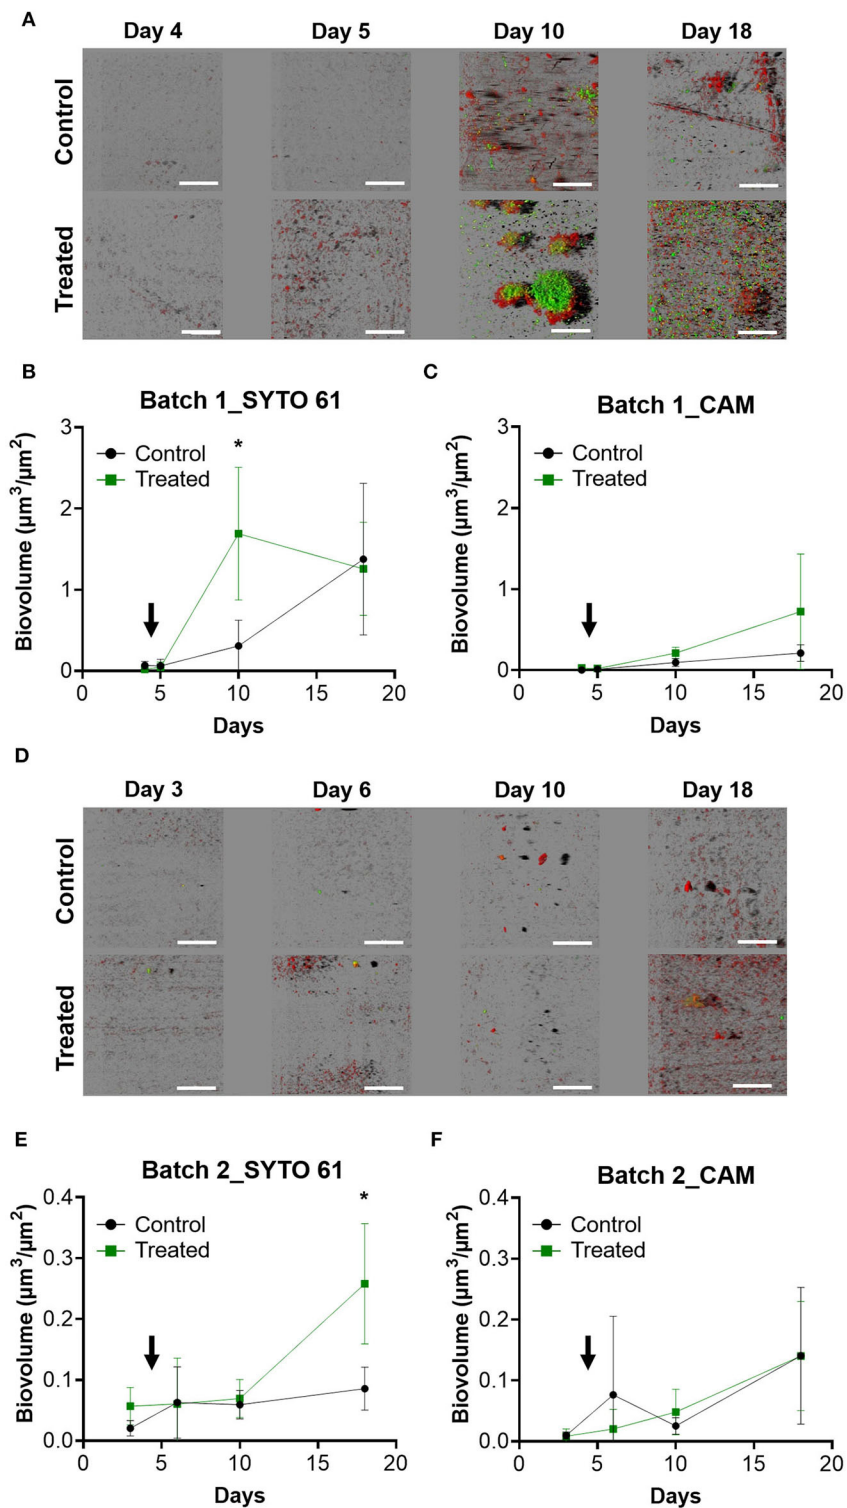 A
Day 4 Day 5 Day 10 Day 18
Control
Treated
B
Batch 1_SYTO 61
Biovolume (µm³/µm²)
3
2
1
0
Control
Treated
*
0 5 10 15 20
Days
C
Batch 1_CAM
Biovolume (µm³/µm²)
3
2
1
0
Control
Treated
0 5 10 15 20
Days
D
Day 3 Day 6 Day 10 Day 18
Control
Treated
E
Batch 2_SYTO 61
Biovolume (µm³/µm²)
0.4
0.3
0.2
0.1
0.0
Control
Treated
*
0 5 10 15 20
Days
F
Batch 2_CAM
Biovolume (µm³/µm²)
0.4
0.3
0.2
0.1
0.0
Control
Treated
0 5 10 15 20
Days